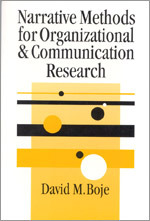 Narrative Methods
for Organizational
& Communication
Research
David M. Boje